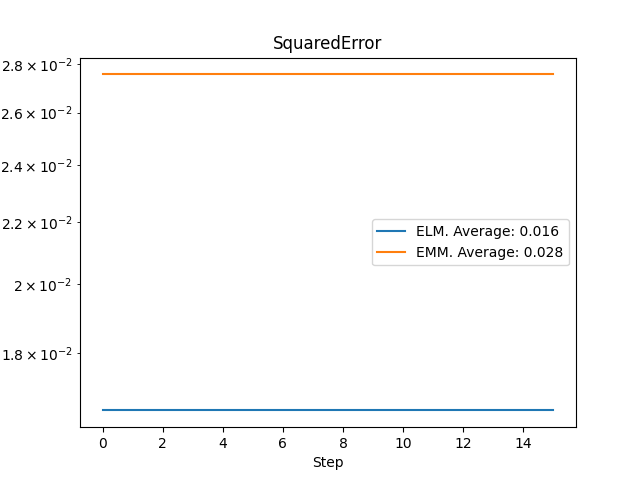 SquaredError
2.8 × 10⁻²
2.6 × 10⁻²
2.4 × 10⁻²
2.2 × 10⁻²
2 × 10⁻²
1.8 × 10⁻²
ELM. Average: 0.016
EMM. Average: 0.028
0 2 4 6 8 10 12 14
Step